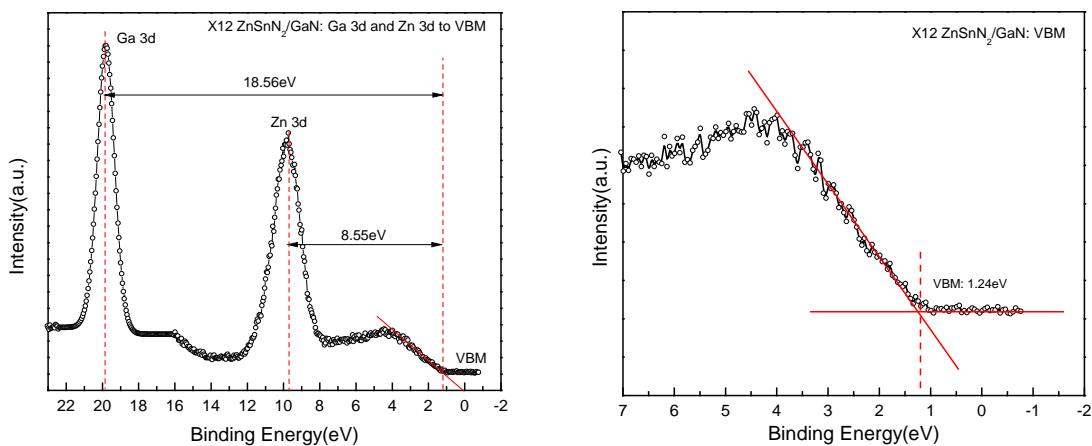 X12 ZnSnN₂/GaN: Ga 3d and Zn 3d to VBM
Ga 3d
18.56eV
Zn 3d
8.55eV
VBM
Intensity(a.u.)
22 20 18 16 14 12 10 8 6 4 2 0 -2
Binding Energy(eV)
X12 ZnSnN₂/GaN: VBM
VBM: 1.24eV
Intensity(a.u.)
7 6 5 4 3 2 1 0 -1 -2
Binding Energy(eV)